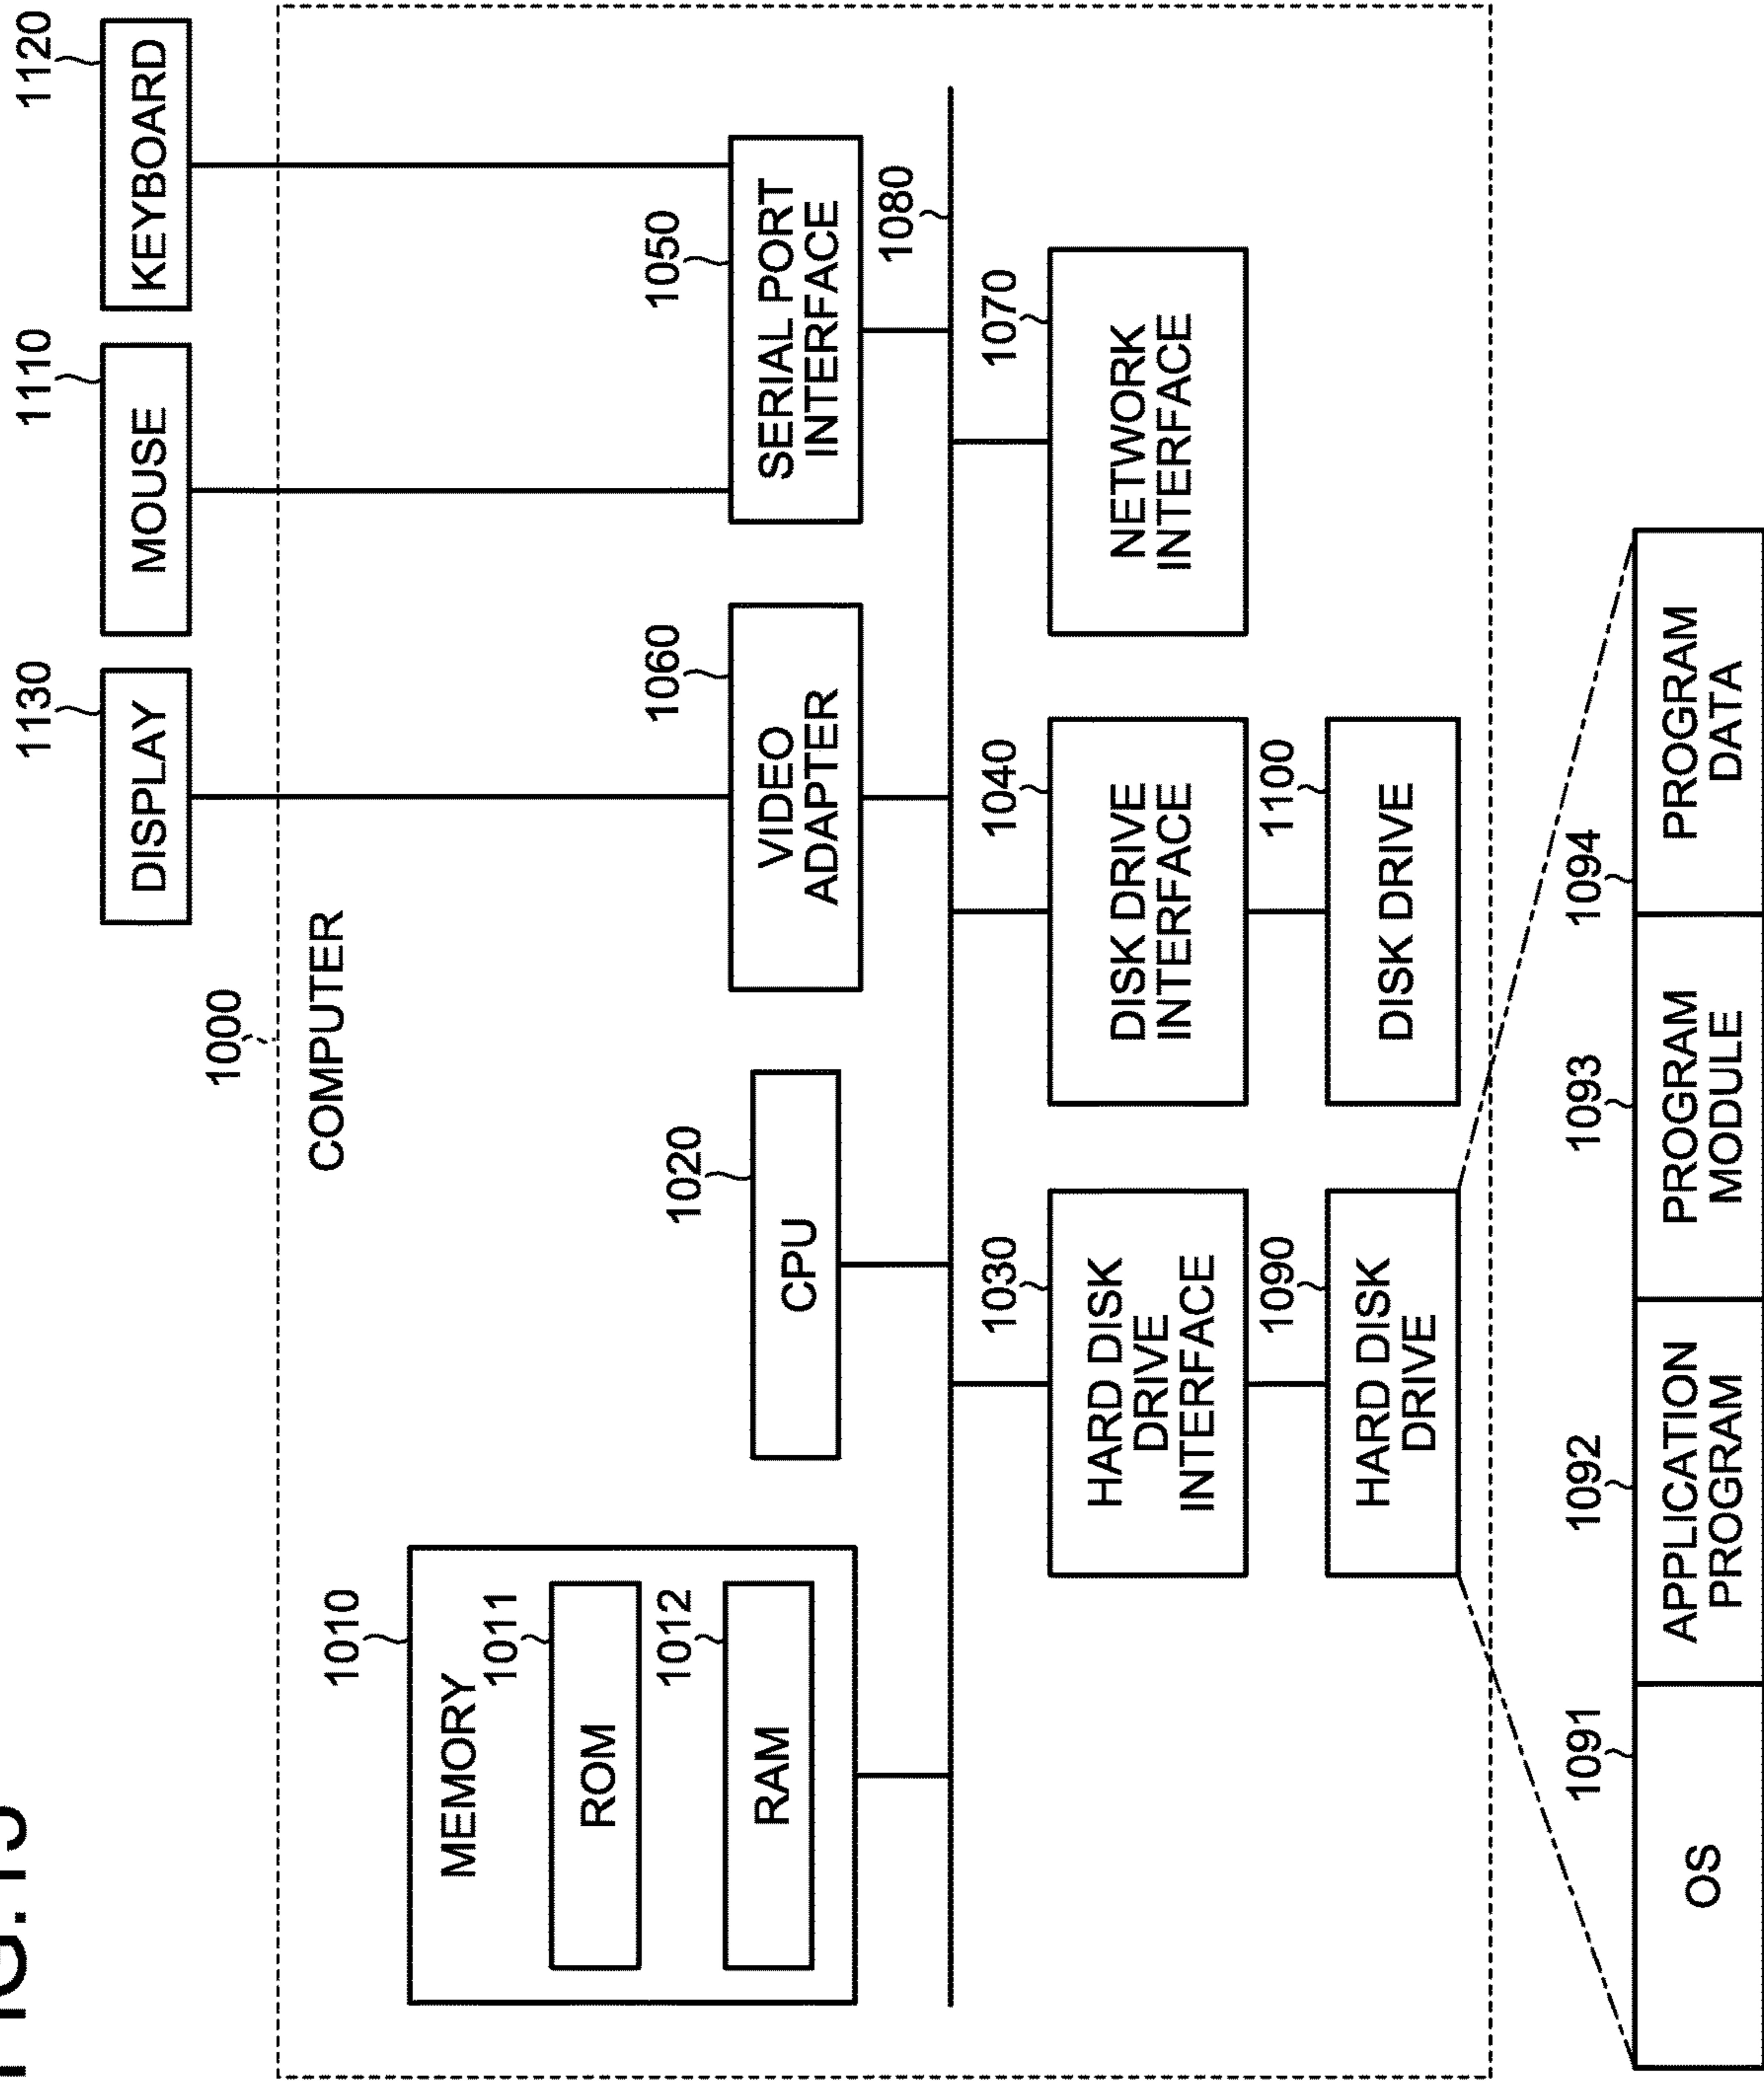 1130
1110
1120
DISPLAY
MOUSE
KEYBOARD
1000
COMPUTER
1010
MEMORY
1011
ROM
1012
RAM
1020
CPU
1060
VIDEO
ADAPTER
1050
SERIAL PORT
INTERFACE
1080
1030
HARD DISK
DRIVE
INTERFACE
1040
DISK DRIVE
INTERFACE
1070
NETWORK
INTERFACE
1090
HARD DISK
DRIVE
1100
DISK DRIVE
1091
OS
1092
APPLICATION
PROGRAM
1093
PROGRAM
MODULE
1094
PROGRAM
DATA